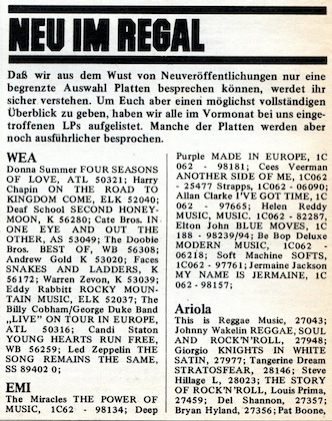 NEU IM REGAL
Daß wir aus dem Wust von Neuveröffentlichungen nur eine
begrenzte Auswahl Platten besprechen können, werdet ihr
sicher verstehen. Um Euch aber einen möglichst vollständigen
Überblick zu geben, haben wir alle im Vormonat bei uns einge-
troffenen LPs aufgelistet. Manche der Platten werden aber
noch ausführlicher besprochen.
WEA
Donna Summer FOUR SEASONS
OF LOVE, ATL 50321; Harry
Chapin ON THE ROAD TO
KINGDOM COME, ELK 52040;
Deaf School SECOND HONEY-
MOON, K 56280; Cate Bros. IN
ONE EYE AND OUT THE
OTHER, AS 53049; The Doobie
Bros. BEST OF, WB 56308;
Andrew Gold K 53020; Faces
SNAKES AND LADDERS, K
56172; Warren Zevon, K 53039;
Eddy Rabbitt ROCKY MOUN-
TAIN MUSIC, ELK 52037; The
Billy Cobham/George Duke Band
„LIVE" ON TOUR IN EUROPE,
ATL 50316; Candi Staton
YOUNG HEARTS RUN FREE,
WB 56259; Led Zeppelin THE
SONG REMAINS THE SAME,
SS 89402 0;
EMI
The Miracles THE POWER OF
MUSIC, 1C62 - 98134; Deep
Purple MADE IN EUROPE, 1C
062 - 98181; Cees Veerman
ANOTHER SIDE OF ME, 1C062
- 25477 Strapps, 1C062 - 06090;
Allan Clarke I'VE GOT TIME, 1C
062 - 97665; Helen Reddy
MUSIC, MUSIC. 1C062 - 82287,
Elton John BLUE MOVES, 1C
188 - 98239/94; Be Bop Deluxe
MODERN MUSIC, 1C062 -
06218; Soft Machine SOFTS,
1C062 - 97761; Jermaine Jackson
MY NAME IS JERMAINE, 1C
062 - 98157;
Ariola
This is Reggae Music, 27043;
Johnny Wakelin REGGAE, SOUL
AND ROCK'N'ROLL, 27948;
Giorgio KNIGHTS IN WHITE
SATIN, 27977; Tangerine Dream
STRATOSFEAR, 28146; Steve
Hillage L, 28023; THE STORY
OF ROCK'N'ROLL, Louis Prima,
27459; Del Shannon, 27357;
Bryan Hyland, 27356; Pat Boone,